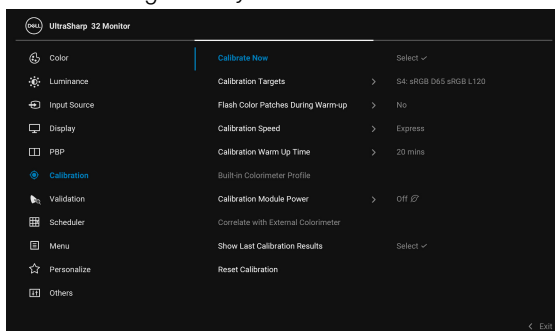 DELL UltraSharp 32 Monitor
Color
Calibrate Now Select
Luminance
Calibration Targets > S4: sRGB D65 sRGB L120
Input Source
Flash Color Patches During Warm-up > No
Display
Calibration Speed > Express
PBP
Calibration Warm Up Time > 20 mins
Calibration
Built-in Colorimeter Profile
Validation
Calibration Module Power > Off
Scheduler
Correlate with External Colorimeter
Menu
Show Last Calibration Results Select
Personalize
Reset Calibration
Others
< Exit